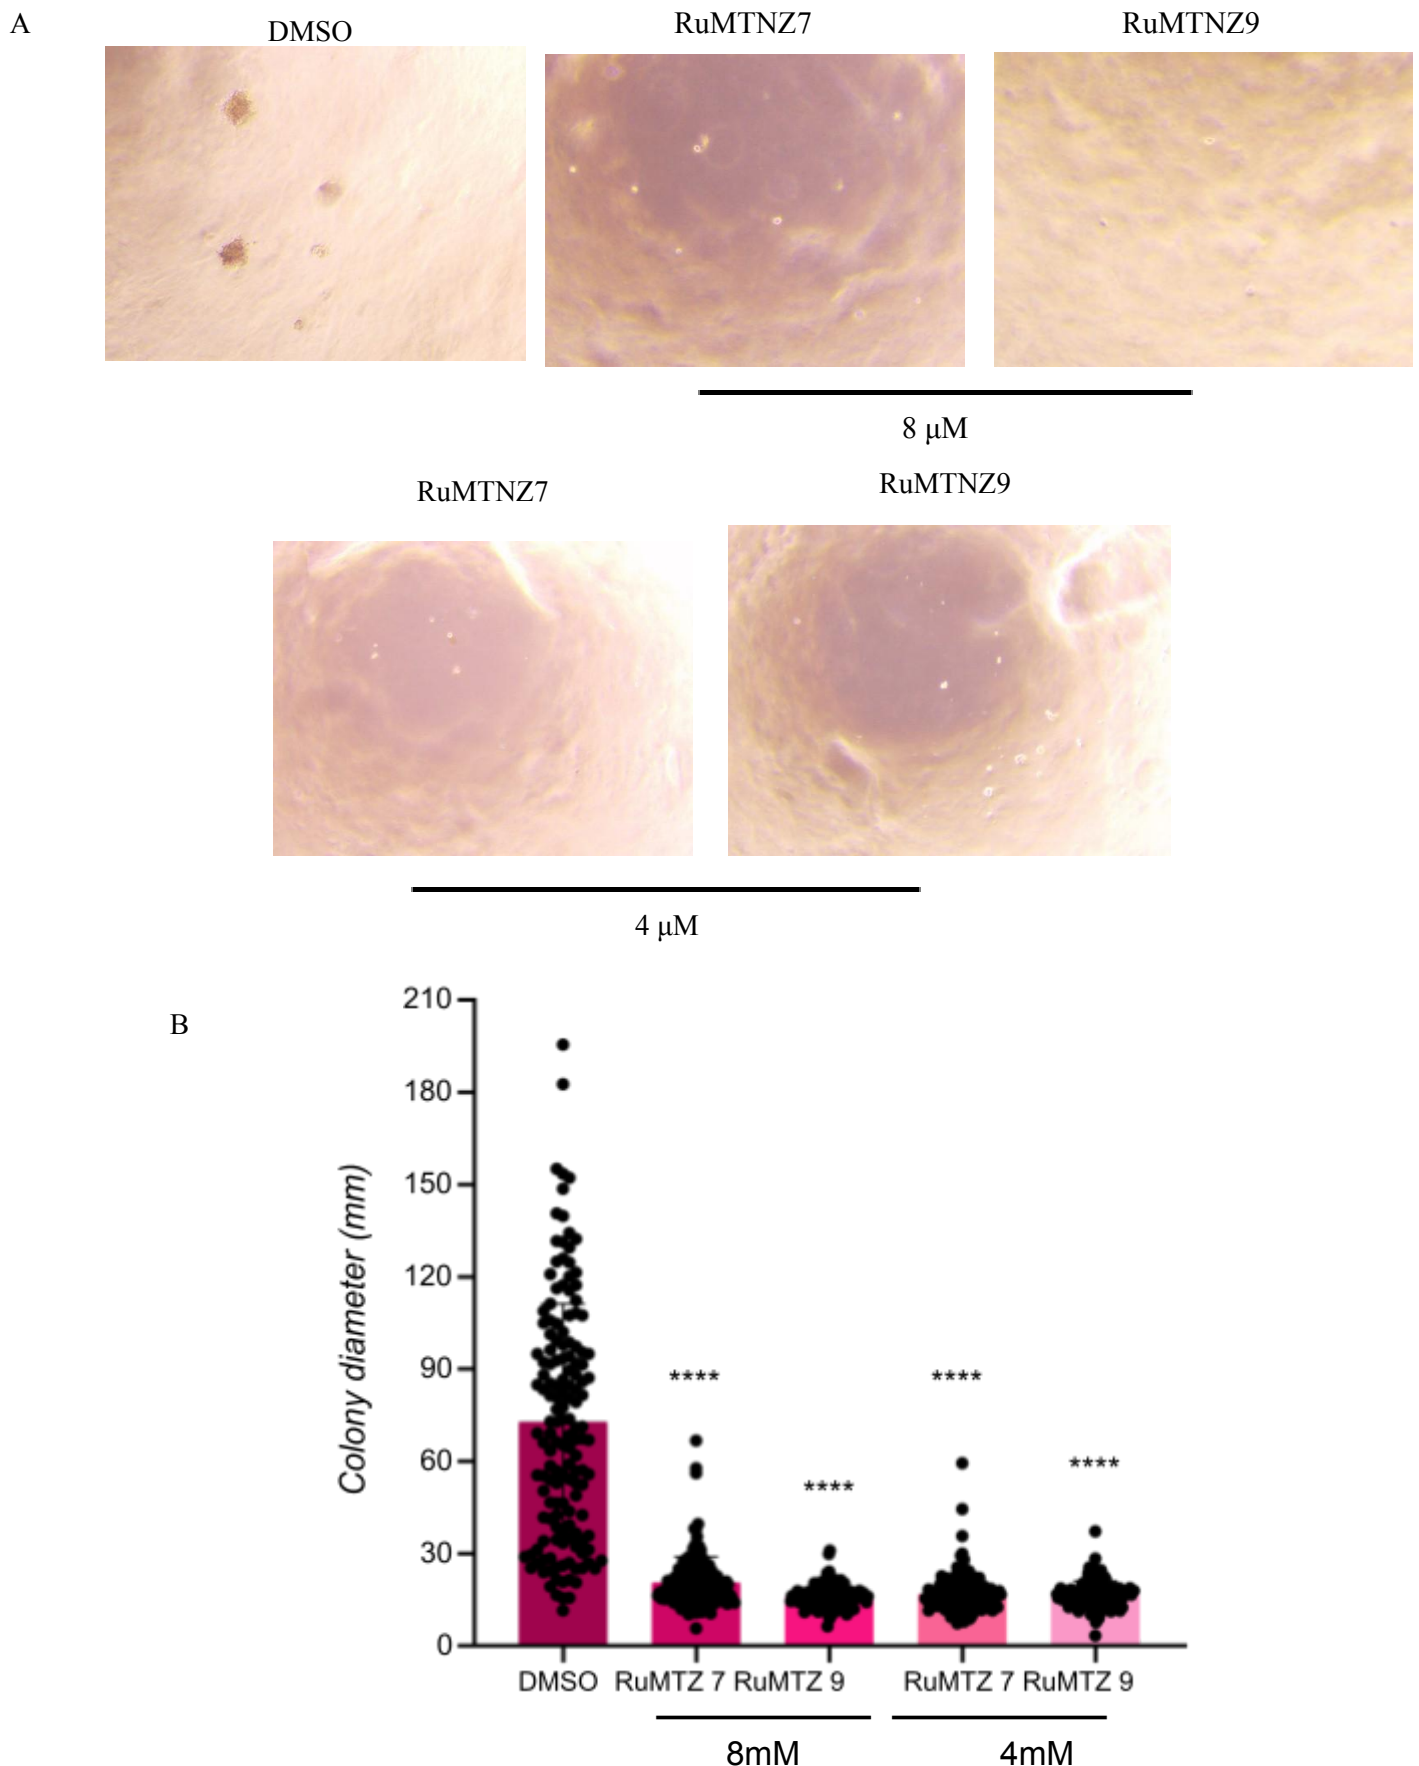 A
DMSO
RuMTNZ7
RuMTNZ9
8 μM
RuMTNZ7
RuMTNZ9
4 μM
B
Colony diameter (mm)
210
180
150
120
90
60
30
0
****
****
****
****
DMSO RuMTZ 7 RuMTZ 9 RuMTZ 7 RuMTZ 9
8mM 4mM